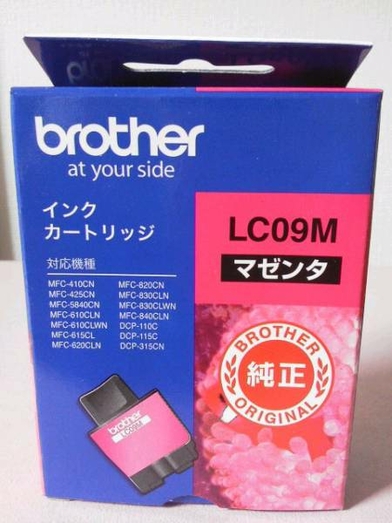 brother
at your side
インク
カートリッジ
対応機種
MFC-410CN MFC-820CN
MFC-425CN MFC-830CLN
MFC-5840CN MFC-830CLWN
MFC-610CLN MFC-840CLN
MFC-610CLWN DCP-110C
MFC-615CL DCP-115C
MFC-620CLN DCP-315CN
LC09M
マゼンタ
BROTHER
純正
ORIGINAL
brother
LC09M